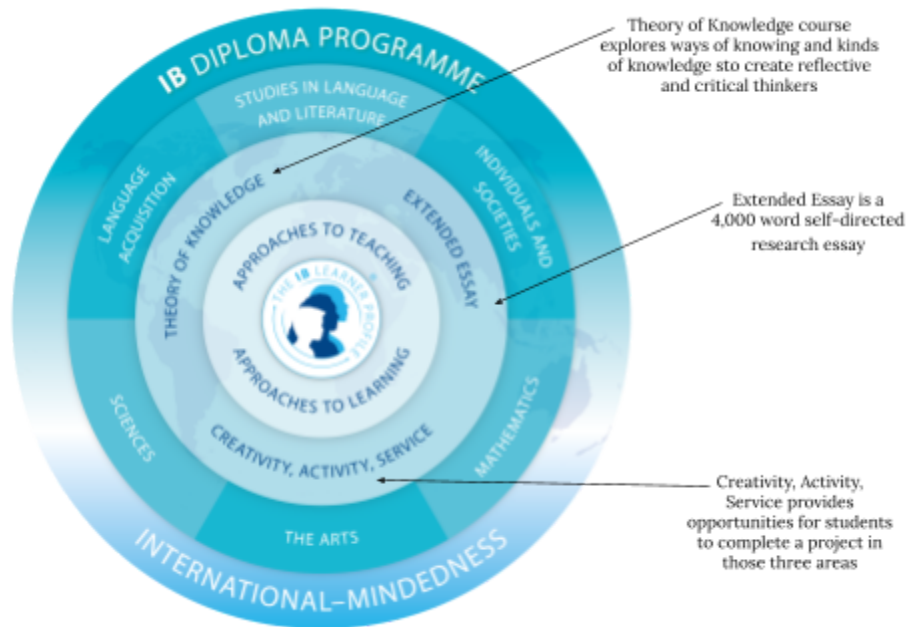 IB DIPLOMA PROGRAMME
STUDIES IN LANGUAGE
AND LITERATURE
LANGUAGE
ACQUISITION
INDIVIDUALS AND
SOCIETIES
THEORY OF KNOWLEDGE
EXTENDED ESSAY
APPROACHES TO TEACHING
THE IB LEARNER PROFILE
APPROACHES TO LEARNING
CREATIVITY, ACTIVITY, SERVICE
SCIENCES
MATHEMATICS
THE ARTS
INTERNATIONAL–MINDEDNESS
Theory of Knowledge course
explores ways of knowing and kinds
of knowledge sto create reflective
and critical thinkers
Extended Essay is a
4,000 word self-directed
research essay
Creativity, Activity,
Service provides
opportunities for students
to complete a project in
those three areas